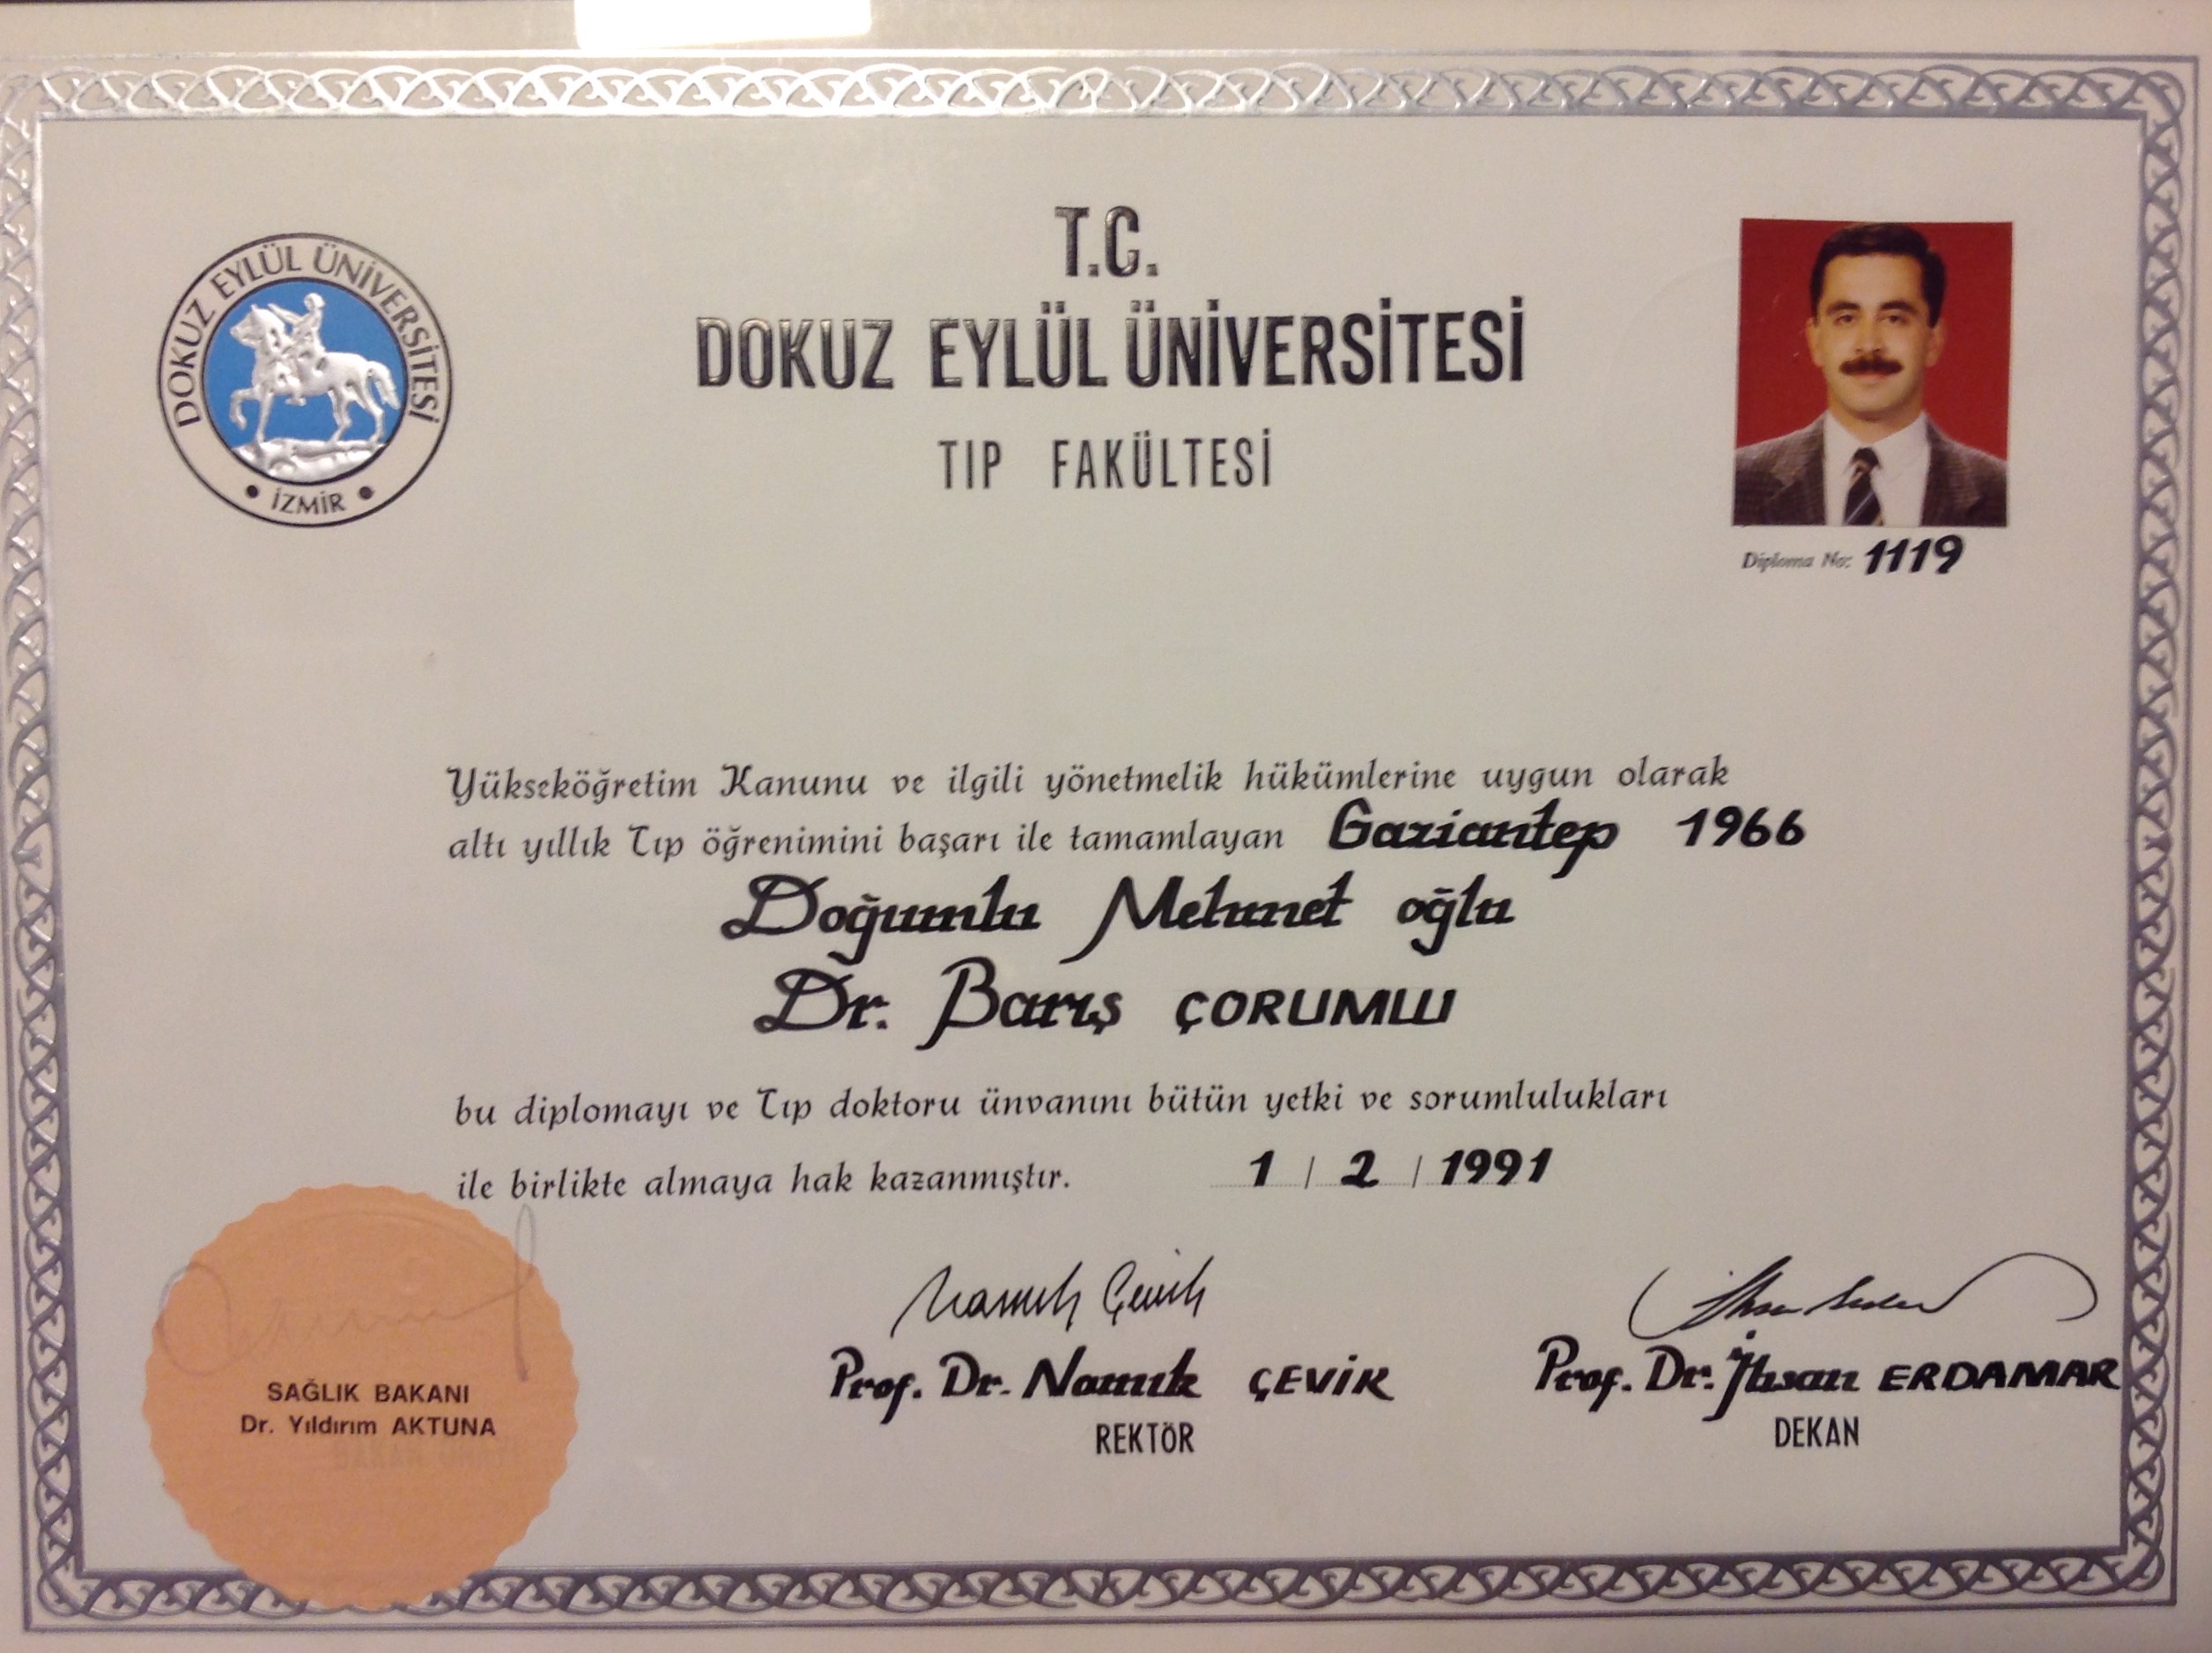 T.C.
DOKUZ EYLÜL ÜNİVERSİTESİ
TIP FAKÜLTESİ
DOKUZ EYLÜL ÜNİVERSİTESİ
• İZMİR •
Diploma No: 1119
Yükseköğretim Kanunu ve ilgili yönetmelik hükümlerine uygun olarak
altı yıllık Tıp öğrenimini başarı ile tamamlayan Gaziantep 1966
Doğumlu Mehmet oğlu
Dr. Barış ÇORUMLU
bu diplomayı ve Tıp doktoru ünvanını bütün yetki ve sorumlulukları
ile birlikte almaya hak kazanmıştır. 1 / 2 / 1991
Namık Çevik
Prof. Dr. Namık ÇEVİK
REKTÖR
Prof. Dr. İhsan ERDAMAR
DEKAN
SAĞLIK BAKANI
Dr. Yıldırım AKTUNA